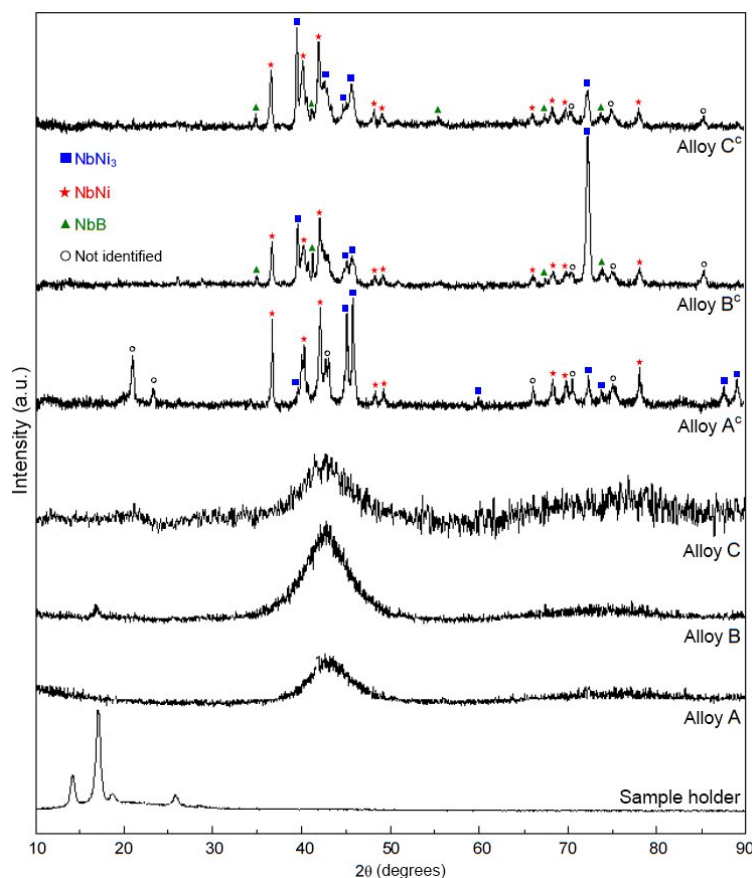 Alloy Cᶜ
■ NbNi₃
★ NbNi
▲ NbB
○ Not identified
Alloy Bᶜ
Alloy Aᶜ
Intensity (a.u.)
Alloy C
Alloy B
Alloy A
Sample holder
10 20 30 40 50 60 70 80 90
2θ (degrees)